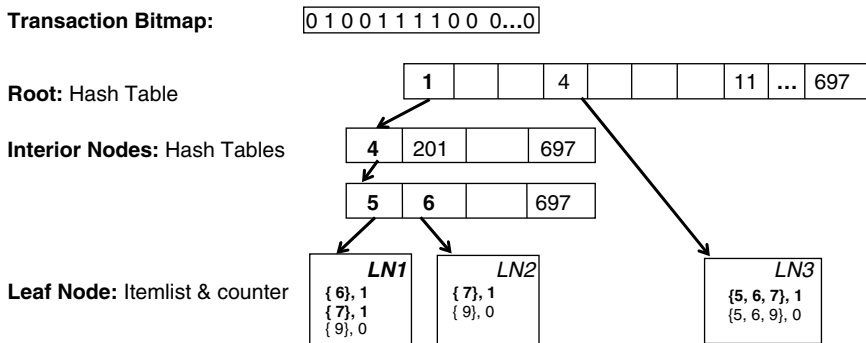 Transaction Bitmap: 0 1 0 0 1 1 1 1 0 0 0...0
Root: Hash Table 1 4 11 ... 697
Interior Nodes: Hash Tables 4 201 697
5 6 697
Leaf Node: Itemlist & counter
LN1
{ 6}, 1
{ 7}, 1
{ 9}, 0
LN2
{ 7}, 1
{ 9}, 0
LN3
{5, 6, 7}, 1
{5, 6, 9}, 0